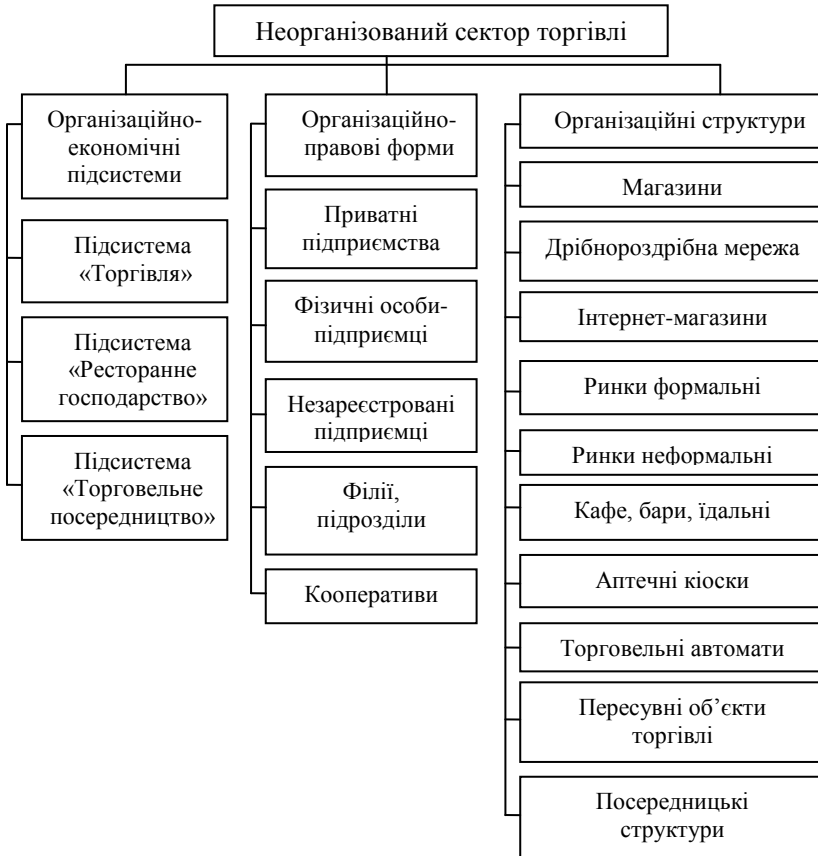 Неорганізований сектор торгівлі
Організаційно-
економічні
підсистеми
Підсистема
«Торгівля»
Підсистема
«Ресторанне
господарство»
Підсистема
«Торговельне
посередництво»
Організаційно-
правові форми
Приватні
підприємства
Фізичні особи-
підприємці
Незареєстровані
підприємці
Філії,
підрозділи
Кооперативи
Організаційні структури
Магазини
Дрібнороздрібна мережа
Інтернет-магазини
Ринки формальні
Ринки неформальні
Кафе, бари, їдальні
Аптечні кіоски
Торговельні автомати
Пересувні об’єкти
торгівлі
Посередницькі
структури